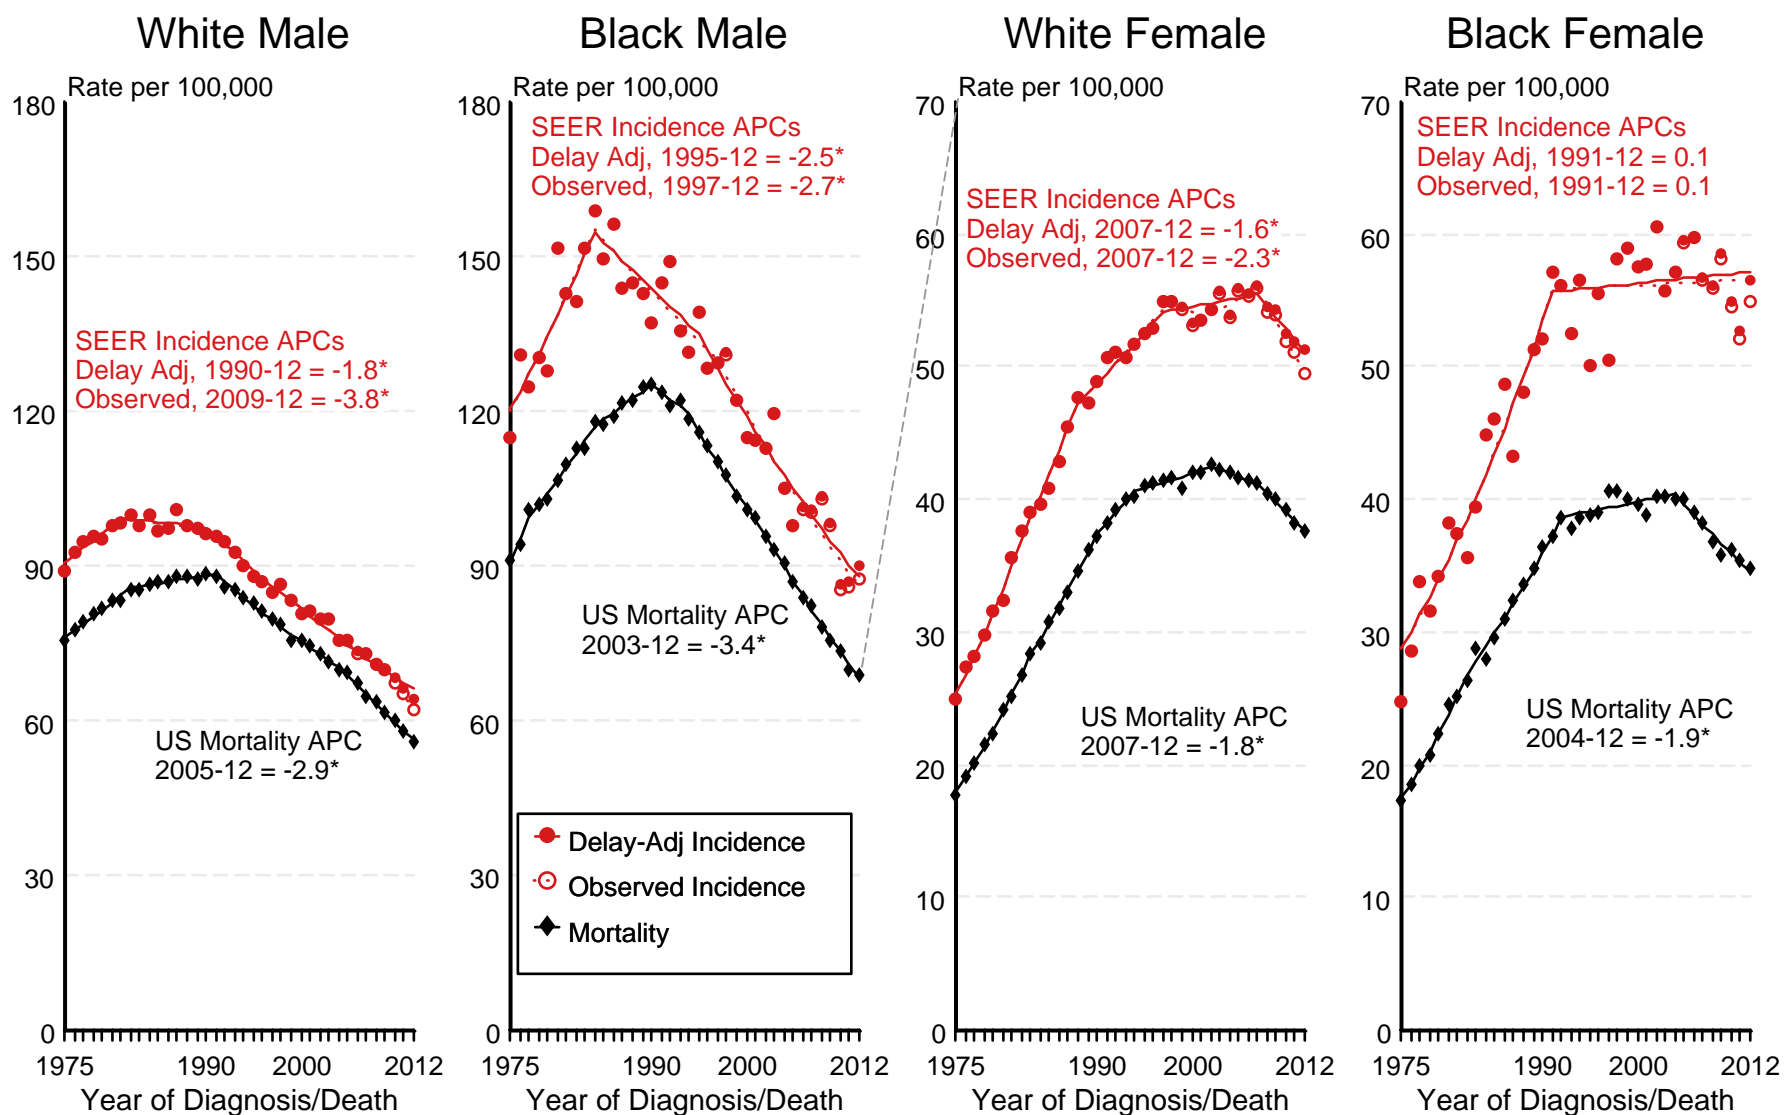 White Male
Rate per 100,000
180
150
120
90
60
30
0
SEER Incidence APCs
Delay Adj, 1990-12 = -1.8*
Observed, 2009-12 = -3.8*
US Mortality APC
2005-12 = -2.9*
1975 1990 2000 2012
Year of Diagnosis/Death
Black Male
Rate per 100,000
180
150
120
90
60
30
0
SEER Incidence APCs
Delay Adj, 1995-12 = -2.5*
Observed, 1997-12 = -2.7*
US Mortality APC
2003-12 = -3.4*
Delay-Adj Incidence
Observed Incidence
Mortality
1975 1990 2000 2012
Year of Diagnosis/Death
White Female
Rate per 100,000
70
60
50
40
30
20
10
0
SEER Incidence APCs
Delay Adj, 2007-12 = -1.6*
Observed, 2007-12 = -2.3*
US Mortality APC
2007-12 = -1.8*
1975 1990 2000 2012
Year of Diagnosis/Death
Black Female
Rate per 100,000
70
60
50
40
30
20
10
0
SEER Incidence APCs
Delay Adj, 1991-12 = 0.1
Observed, 1991-12 = 0.1
US Mortality APC
2004-12 = -1.9*
1975 1990 2000 2012
Year of Diagnosis/Death